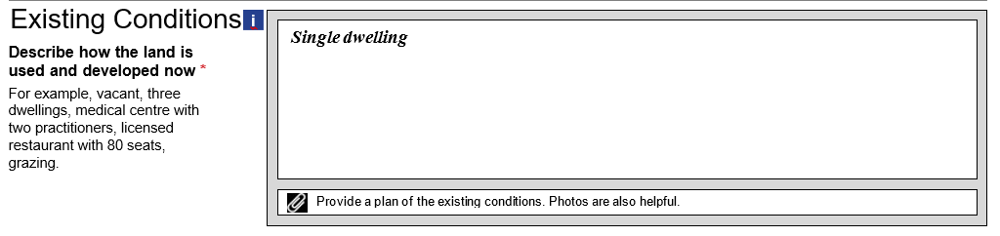 Existing Conditions i
Describe how the land is
used and developed now *
For example, vacant, three
dwellings, medical centre with
two practitioners, licensed
restaurant with 80 seats,
grazing.
Single dwelling
Provide a plan of the existing conditions. Photos are also helpful.